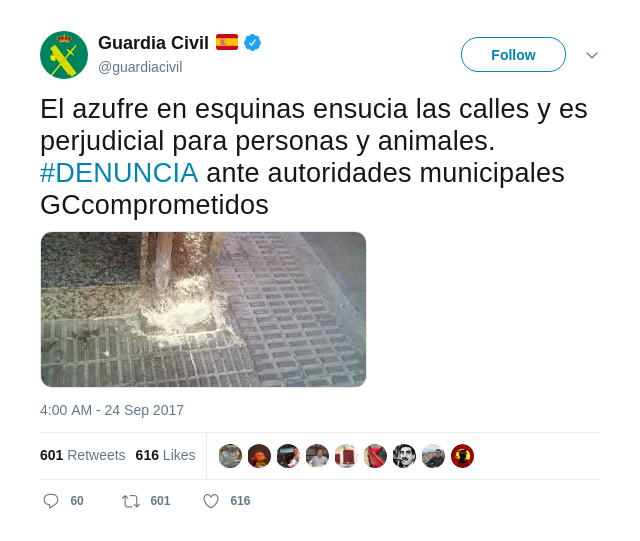 Guardia Civil
@guardiacivil
Follow
El azufre en esquinas ensucia las calles y es
perjudicial para personas y animales.
#DENUNCIA ante autoridades municipales
GCcomprometidos
4:00 AM - 24 Sep 2017
601 Retweets 616 Likes
60 601 616